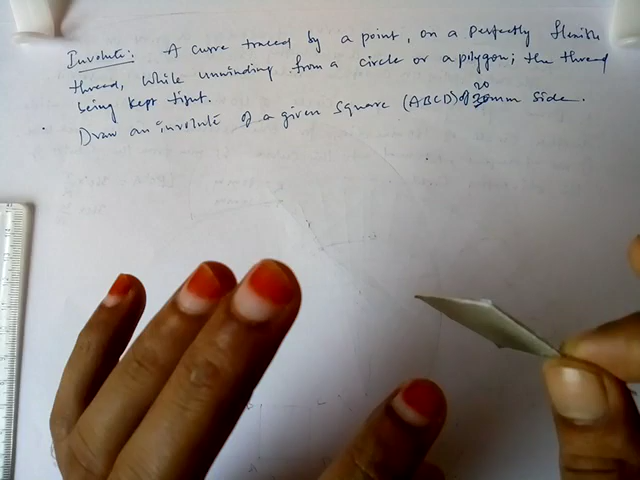 Involute: A curve traced by a point, on a perfectly flexible
thread, while unwinding from a circle or a polygon; the thread
being kept tight.
Draw an involute of a given square (ABCD) of 20mm side.